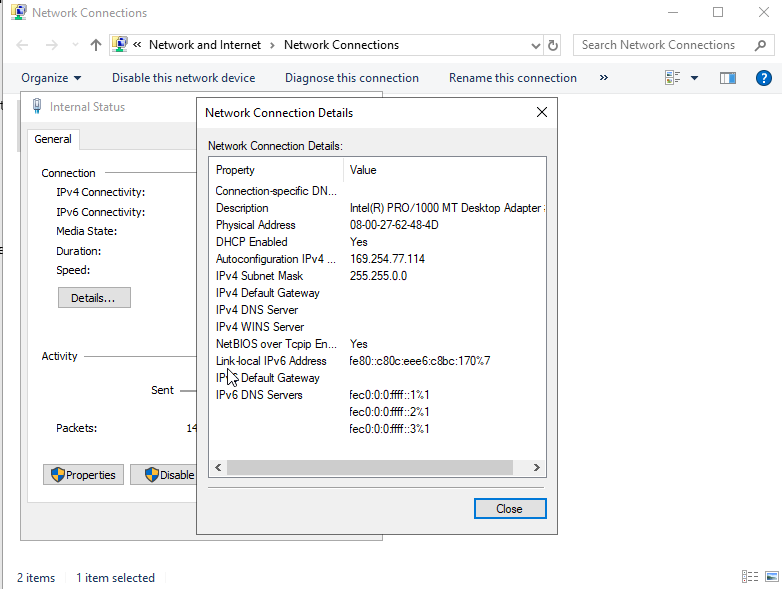 Network Connections
« Network and Internet › Network Connections
Search Network Connections
Organize Disable this network device Diagnose this connection Rename this connection »
Internal Status
General
Connection
IPv4 Connectivity:
IPv6 Connectivity:
Media State:
Duration:
Speed:
Details...
Activity
Sent
Packets: 14
Properties Disable
Network Connection Details
Network Connection Details:
Property Value
Connection-specific DN...
Description Intel(R) PRO/1000 MT Desktop Adapter
Physical Address 08-00-27-62-48-4D
DHCP Enabled Yes
Autoconfiguration IPv4 ... 169.254.77.114
IPv4 Subnet Mask 255.255.0.0
IPv4 Default Gateway
IPv4 DNS Server
IPv4 WINS Server
NetBIOS over Tcpip En... Yes
Link-local IPv6 Address fe80::c80c:eee6:c8bc:170%7
IPv6 Default Gateway
IPv6 DNS Servers fec0:0:0:ffff::1%1
fec0:0:0:ffff::2%1
fec0:0:0:ffff::3%1
Close
2 items 1 item selected